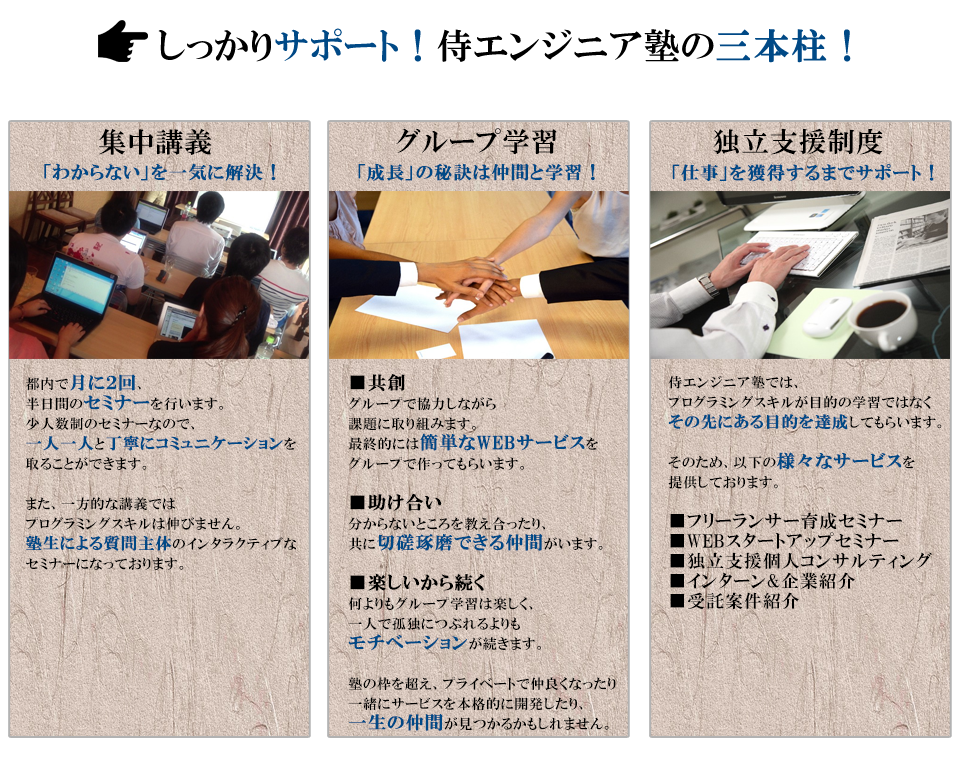 しっかりサポート！侍エンジニア塾の三本柱！
集中講義
「わからない」を一気に解決！
都内で月に2回、
半日間のセミナーを行います。
少人数制のセミナーなので、
一人一人と丁寧にコミュニケーションを
取ることができます。
また、一方的な講義では
プログラミングスキルは伸びません。
塾生による質問主体のインタラクティブな
セミナーになっております。
グループ学習
「成長」の秘訣は仲間と学習！
■共創
グループで協力しながら
課題に取り組みます。
最終的には簡単なWEBサービスを
グループで作ってもらいます。
■助け合い
分からないところを教え合ったり、
共に切磋琢磨できる仲間がいます。
■楽しいから続く
何よりもグループ学習は楽しく、
一人で孤独につぶれるよりも
モチベーションが続きます。
塾の枠を超え、プライベートで仲良くなったり
一緒にサービスを本格的に開発したり、
一生の仲間が見つかるかもしれません。
独立支援制度
「仕事」を獲得するまでサポート！
侍エンジニア塾では、
プログラミングスキルが目的の学習ではなく
その先にある目的を達成してもらいます。
そのため、以下の様々なサービスを
提供しております。
■フリーランサー育成セミナー
■WEBスタートアップセミナー
■独立支援個人コンサルティング
■インターン＆企業紹介
■受託案件紹介